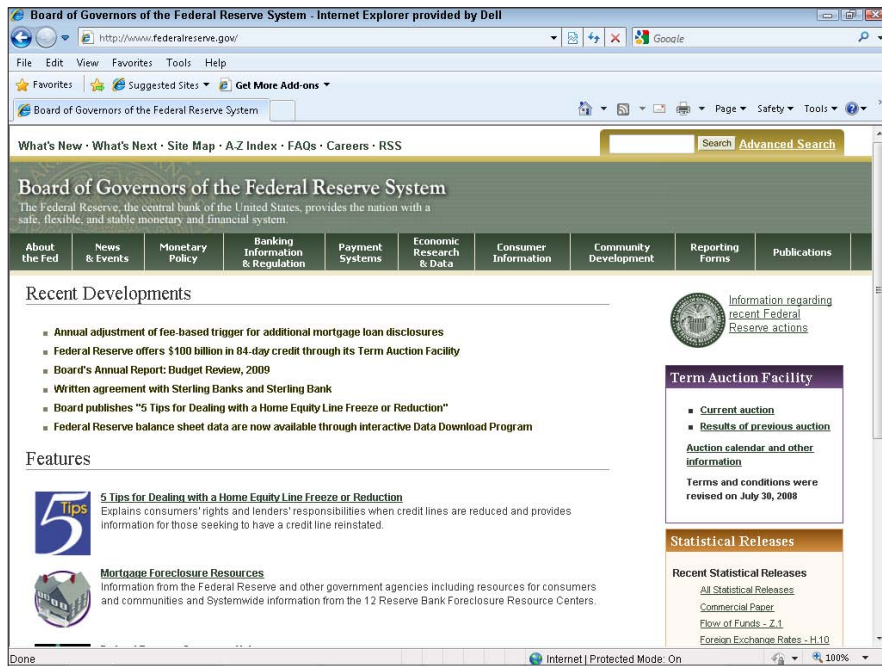 Board of Governors of the Federal Reserve System - Internet Explorer provided by Dell
http://www.federalreserve.gov/
Google
File Edit View Favorites Tools Help
Favorites Suggested Sites Get More Add-ons
Board of Governors of the Federal Reserve System
Page Safety Tools
What's New · What's Next · Site Map · A-Z Index · FAQs · Careers · RSS
Search Advanced Search
Board of Governors of the Federal Reserve System
The Federal Reserve, the central bank of the United States, provides the nation with a
safe, flexible, and stable monetary and financial system.
About the Fed
News & Events
Monetary Policy
Banking Information & Regulation
Payment Systems
Economic Research & Data
Consumer Information
Community Development
Reporting Forms
Publications
Recent Developments
Annual adjustment of fee-based trigger for additional mortgage loan disclosures
Federal Reserve offers $100 billion in 84-day credit through its Term Auction Facility
Board's Annual Report: Budget Review, 2009
Written agreement with Sterling Banks and Sterling Bank
Board publishes "5 Tips for Dealing with a Home Equity Line Freeze or Reduction"
Federal Reserve balance sheet data are now available through interactive Data Download Program
Features
5 Tips
5 Tips for Dealing with a Home Equity Line Freeze or Reduction
Explains consumers' rights and lenders' responsibilities when credit lines are reduced and provides
information for those seeking to have a credit line reinstated.
Mortgage Foreclosure Resources
Information from the Federal Reserve and other government agencies including resources for consumers
and communities and Systemwide information from the 12 Reserve Bank Foreclosure Resource Centers.
Information regarding
recent Federal
Reserve actions
Term Auction Facility
Current auction
Results of previous auction
Auction calendar and other
information
Terms and conditions were
revised on July 30, 2008
Statistical Releases
Recent Statistical Releases
All Statistical Releases
Commercial Paper
Flow of Funds - Z.1
Foreign Exchange Rates - H.10
Done
Internet | Protected Mode: On
100%